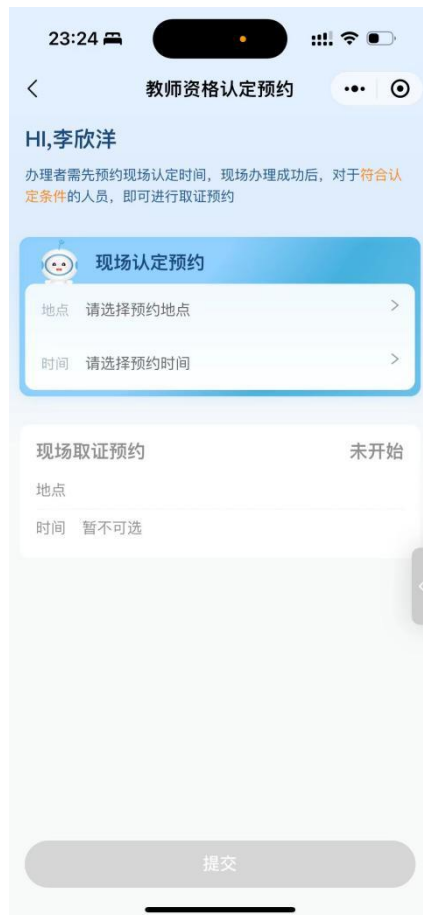 23:24
教师资格认定预约
HI,李欣洋
办理者需先预约现场认定时间，现场办理成功后，对于符合认
定条件的人员，即可进行取证预约
现场认定预约
地点 请选择预约地点
时间 请选择预约时间
现场取证预约 未开始
地点
时间 暂不可选
提交